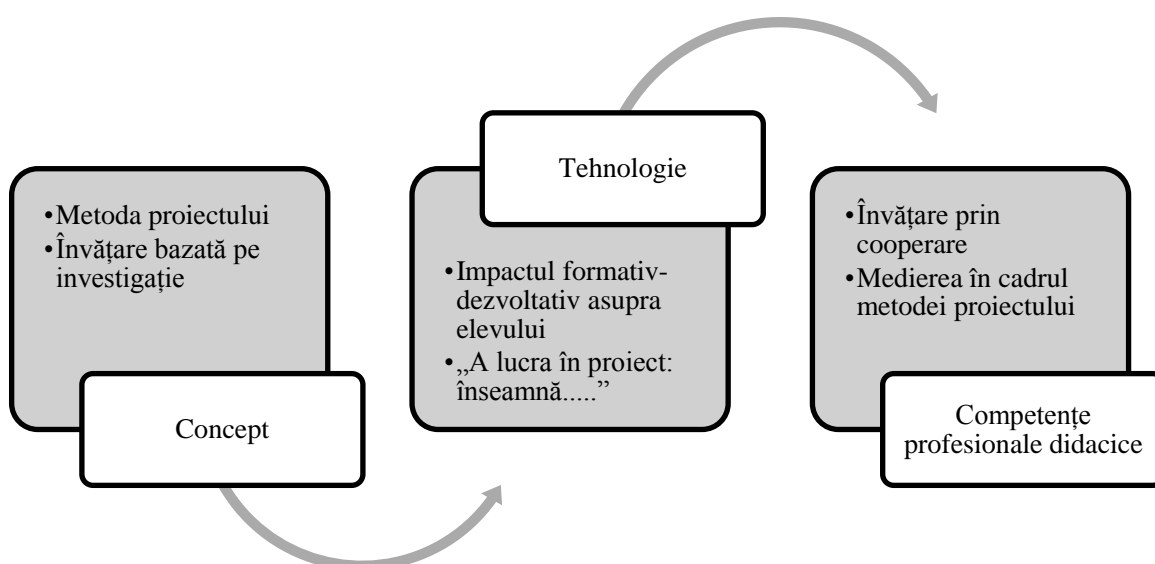 •Metoda proiectului
•Învățare bazată pe
investigație
Concept
Tehnologie
•Impactul formativ-
dezvoltativ asupra
elevului
•„A lucra în proiect:
înseamnă.....”
•Învățare prin
cooperare
•Medierea în cadrul
metodei proiectului
Competențe
profesionale didacice